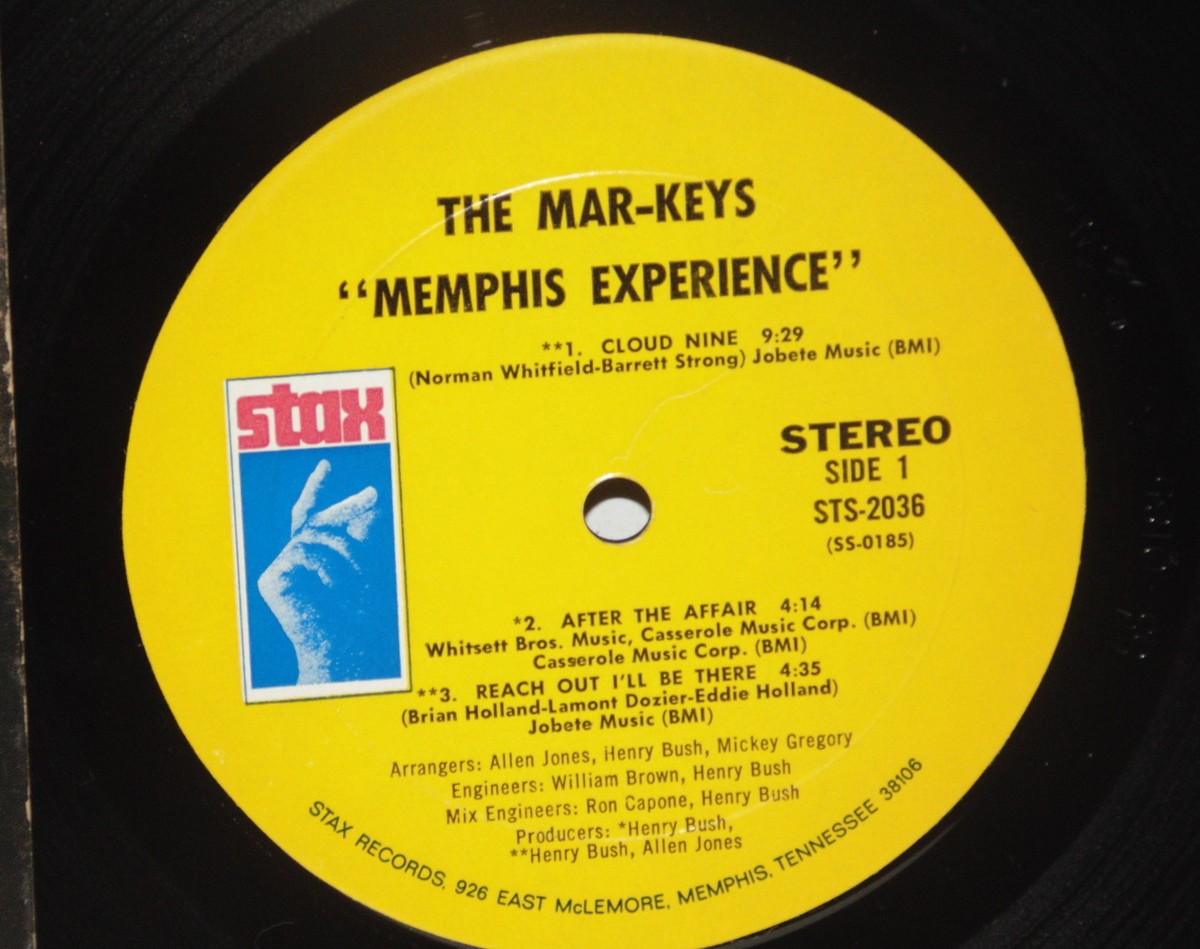 THE MAR-KEYS
“MEMPHIS EXPERIENCE”
**1. CLOUD NINE 9:29
(Norman Whitfield-Barrett Strong) Jobete Music (BMI)
stax
STEREO
SIDE 1
STS-2036
(SS-0185)
*2. AFTER THE AFFAIR 4:14
Whitsett Bros. Music, Casserole Music Corp. (BMI)
Casserole Music Corp. (BMI)
**3. REACH OUT I'LL BE THERE 4:35
(Brian Holland-Lamont Dozier-Eddie Holland)
Jobete Music (BMI)
Arrangers: Allen Jones, Henry Bush, Mickey Gregory
Engineers: William Brown, Henry Bush
Mix Engineers: Ron Capone, Henry Bush
Producers: *Henry Bush,
**Henry Bush, Allen Jones
STAX RECORDS, 926 EAST McLEMORE, MEMPHIS, TENNESSEE 38106